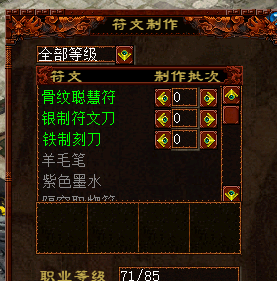 符文制作
全部等级
符文 制作批次
骨纹聪慧符 0
银制符文刀 0
铁制刻刀 0
羊毛笔
紫色墨水
职业等级 71/85